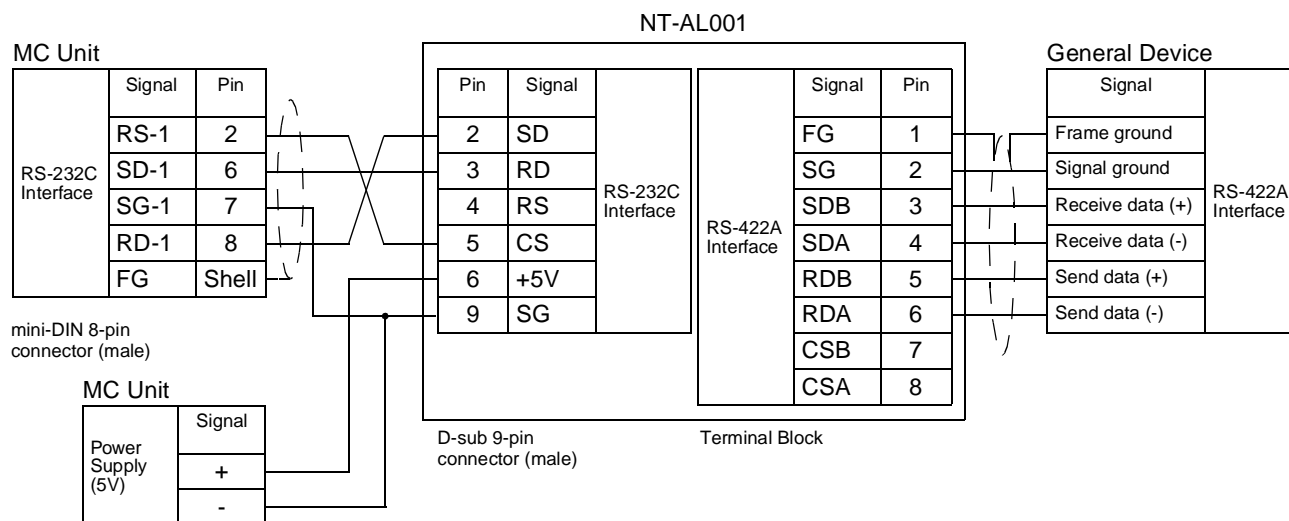 NT-AL001
MC Unit
RS-232C
Interface
Signal Pin
RS-1 2
SD-1 6
SG-1 7
RD-1 8
FG Shell
mini-DIN 8-pin
connector (male)
Pin Signal
2 SD
3 RD
4 RS
5 CS
6 +5V
9 SG
RS-232C
Interface
D-sub 9-pin
connector (male)
RS-422A
Interface
Signal Pin
FG 1
SG 2
SDB 3
SDA 4
RDB 5
RDA 6
CSB 7
CSA 8
Terminal Block
General Device
Signal
Frame ground
Signal ground
Receive data (+)
Receive data (-)
Send data (+)
Send data (-)
RS-422A
Interface
MC Unit
Power
Supply
(5V)
Signal
+
-